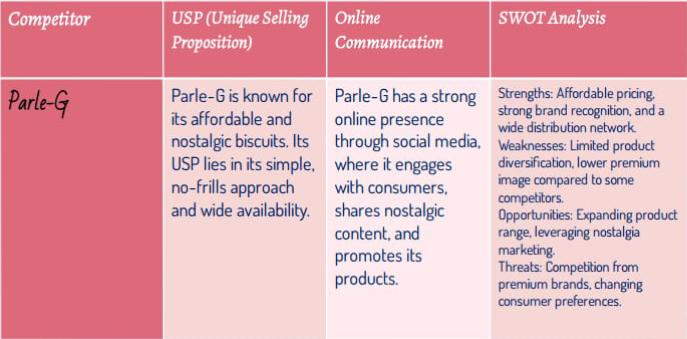 Competitor
USP (Unique Selling
Proposition)
Online
Communication
SWOT Analysis
Parle-G
Parle-G is known for
its affordable and
nostalgic biscuits. Its
USP lies in its simple,
no-frills approach
and wide availability.
Parle-G has a strong
online presence
through social media,
where it engages
with consumers,
shares nostalgic
content, and
promotes its
products.
Strengths: Affordable pricing,
strong brand recognition, and a
wide distribution network.
Weaknesses: Limited product
diversification, lower premium
image compared to some
competitors.
Opportunities: Expanding product
range, leveraging nostalgia
marketing.
Threats: Competition from
premium brands, changing
consumer preferences.